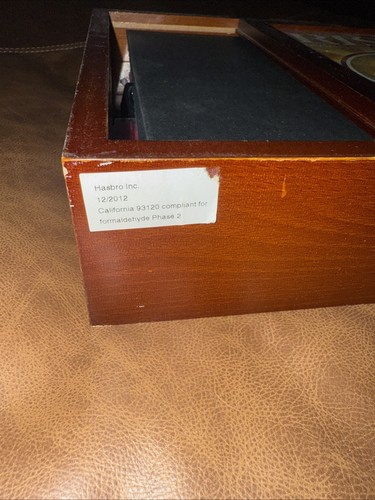 Hasbro Inc.
12/2012
California 93120 compliant for
formaldehyde Phase 2